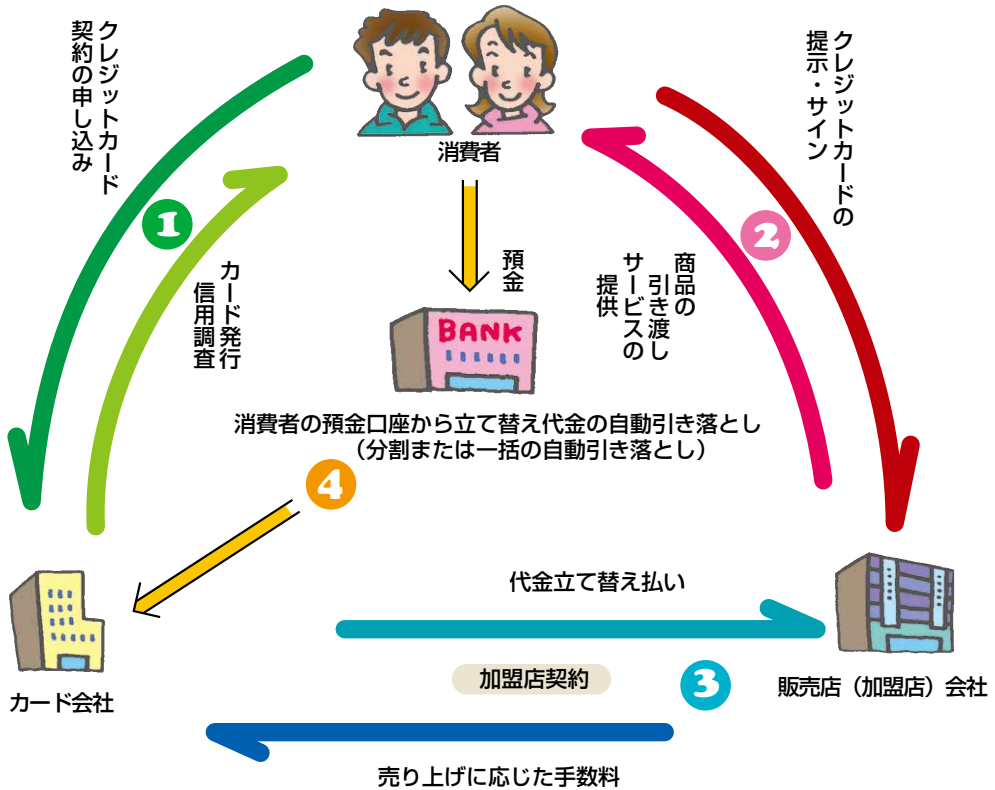 クレジットカード
契約の申し込み
1
カード発行
信用調査
消費者
預金
BANK
クレジットカードの
提示・サイン
2
商品の
引き渡し
サービスの
提供
消費者の預金口座から立て替え代金の自動引き落とし
（分割または一括の自動引き落とし）
4
代金立て替え払い
加盟店契約
3
カード会社
販売店（加盟店）会社
売り上げに応じた手数料